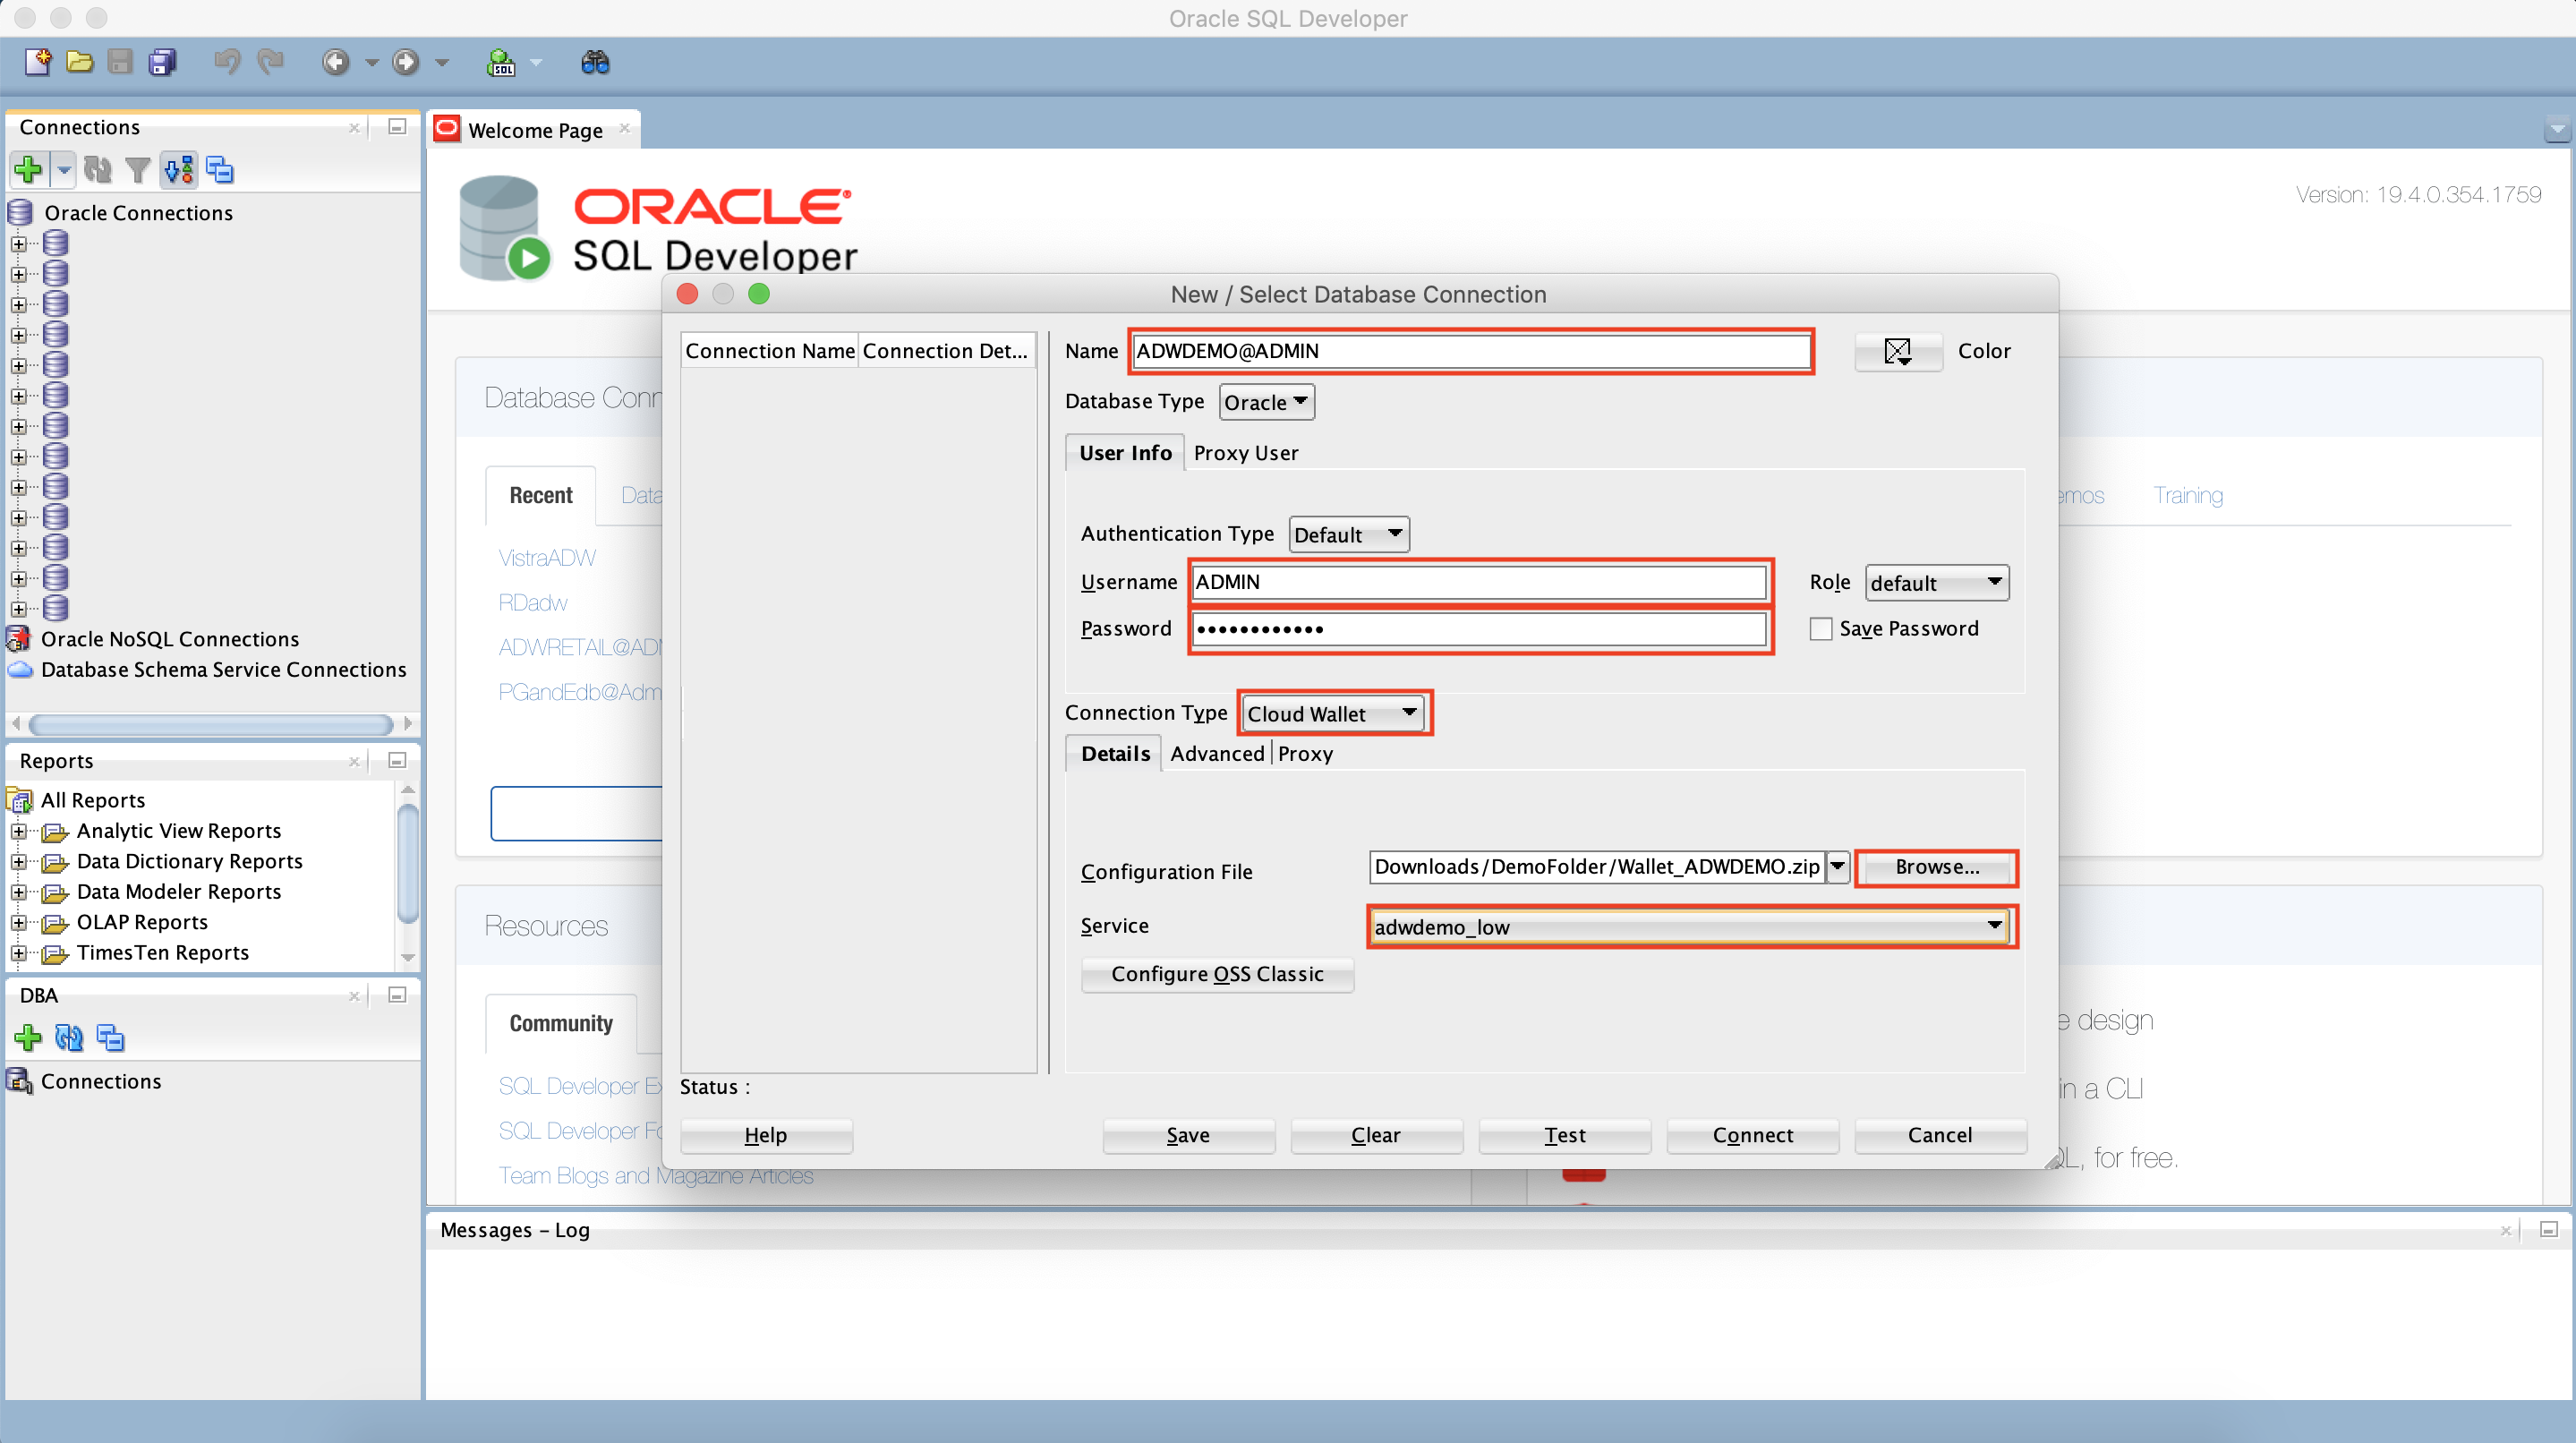 Oracle SQL Developer
Connections
Welcome Page
Oracle Connections
Oracle NoSQL Connections
Database Schema Service Connections
Reports
All Reports
Analytic View Reports
Data Dictionary Reports
Data Modeler Reports
OLAP Reports
TimesTen Reports
DBA
Connections
ORACLE
SQL Developer
Version: 19.4.0.354.1759
Database Conn
Recent
Data
VistraADW
RDadw
ADWRETAIL@ADM
PGandEdb@Adm
Resources
Community
SQL Developer Ex
SQL Developer Fo
Team Blogs and Magazine Articles
emos Training
e design
in a CLI
QL, for free.
New / Select Database Connection
Connection Name Connection Det...
Name ADWDEMO@ADMIN Color
Database Type Oracle
User Info Proxy User
Authentication Type Default
Username ADMIN Role default
Password •••••••••••• Save Password
Connection Type Cloud Wallet
Details Advanced Proxy
Configuration File Downloads/DemoFolder/Wallet_ADWDEMO.zip Browse...
Service adwdemo_low
Configure OSS Classic
Status :
Help Save Clear Test Connect Cancel
Messages - Log